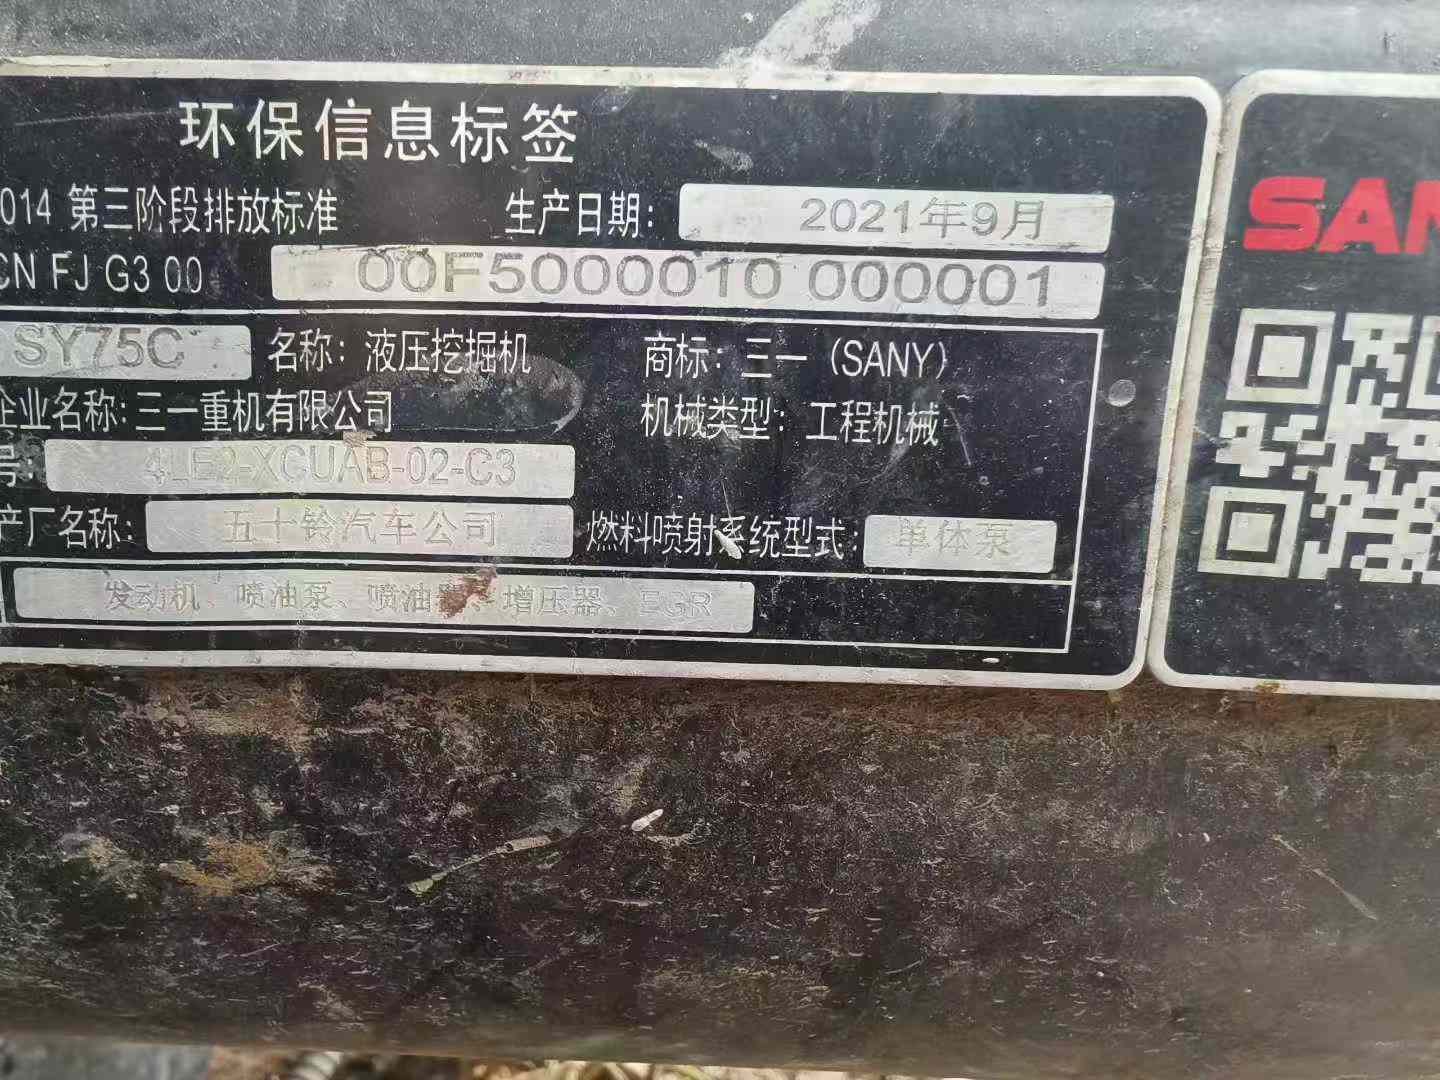 环保信息标签
014 第三阶段排放标准 生产日期: 2021年9月
CN FJ G3 00 00F5000010 000001
SY75C 名称: 液压挖掘机 商标: 三一 (SANY)
企业名称: 三一重机有限公司 机械类型: 工程机械
号: 4LE2-XCUAB-02-C3
产厂名称: 五十铃汽车公司 燃料喷射系统型式: 单体泵
发动机、喷油泵、喷油 、增压器、EGR
SAN